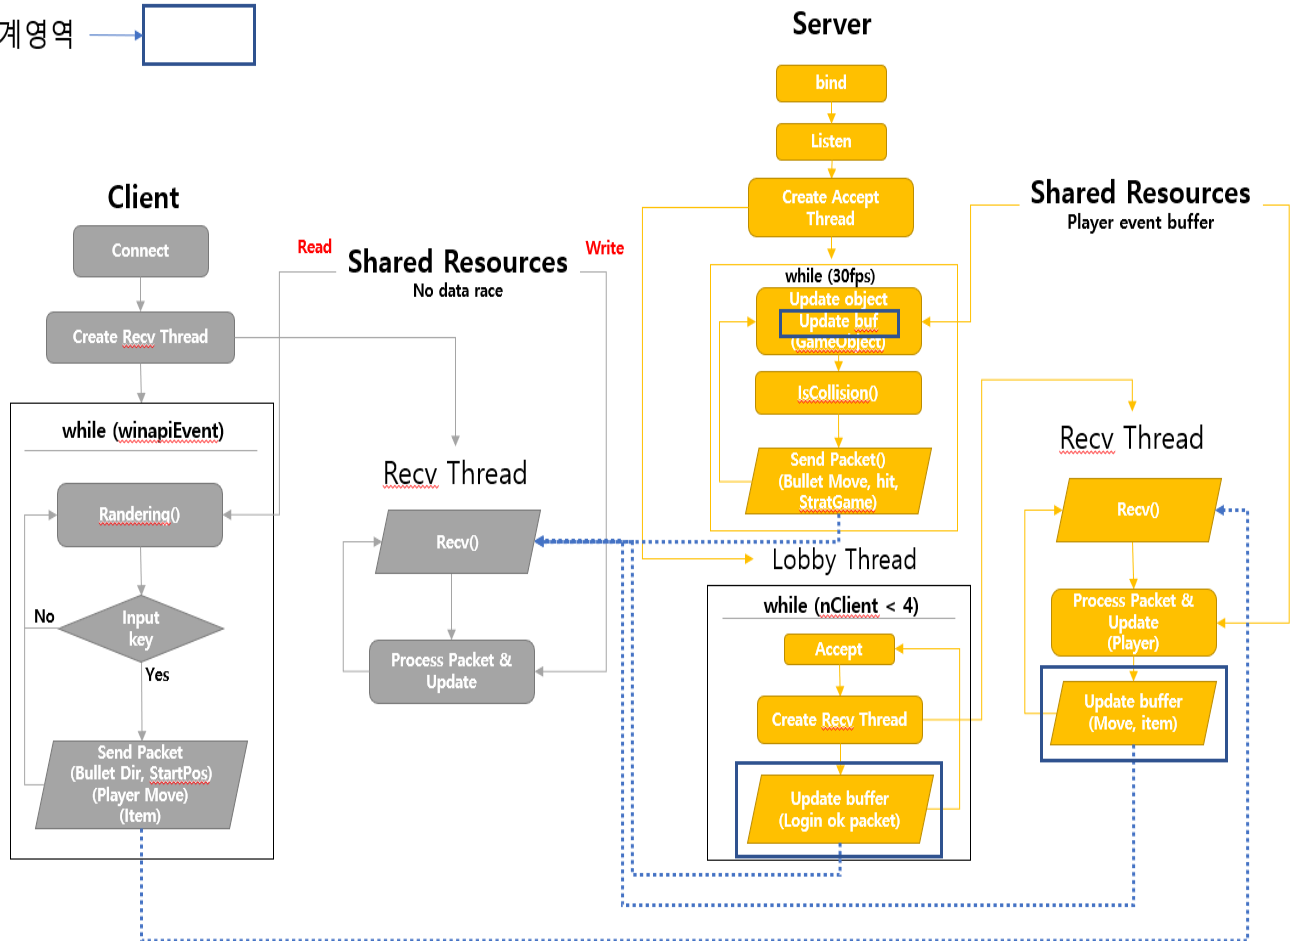 계영역
Server
bind
Listen
Create Accept
Thread
Shared Resources
Player event buffer
while (30fps)
Update object
Update buf
(GameObject)
IsCollision()
Send Packet()
(Bullet Move, hit,
StratGame)
Client
Connect
Create Recv Thread
Read
Write
Shared Resources
No data race
while (winapiEvent)
Randering()
Input
key
No
Yes
Send Packet
(Bullet Dir, StartPos)
(Player Move)
(Item)
Recv Thread
Recv()
Process Packet &
Update
Lobby Thread
while (nClient < 4)
Accept
Create Recv Thread
Update buffer
(Login ok packet)
Recv Thread
Recv()
Process Packet &
Update
(Player)
Update buffer
(Move, item)